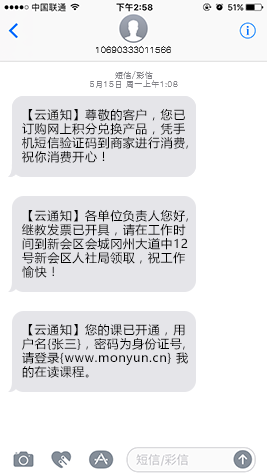 中国联通
下午2:58
51%
10690333011566
短信/彩信
5月15日 周一上午1:08
【云通知】尊敬的客户，您已
订购网上积分兑换产品，凭手
机短信验证码到商家进行消费,
祝你消费开心！
【云通知】各单位负责人您好,
继教发票已开具，请在工作时
间到新会区会城冈州大道中12
号新会区人社局领取，祝工作
愉快！
【云通知】您的课已开通，用
户名{张三}，密码为身份证号,
请登录{www.monyun.cn} 我
的在读课程。
短信/彩信